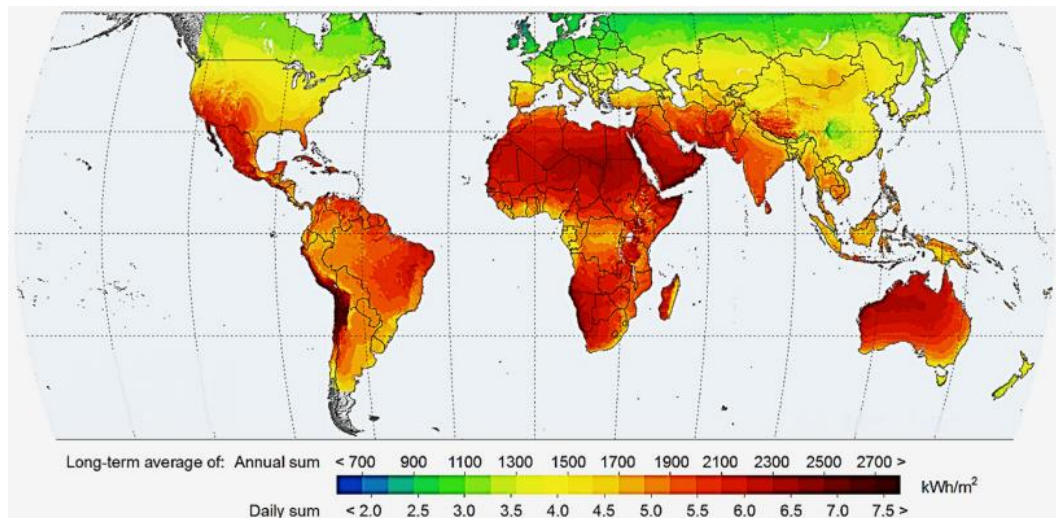 Long-term average of: Annual sum < 700 900 1100 1300 1500 1700 1900 2100 2300 2500 2700 > kWh/m²
Daily sum < 2.0 2.5 3.0 3.5 4.0 4.5 5.0 5.5 6.0 6.5 7.0 7.5 >